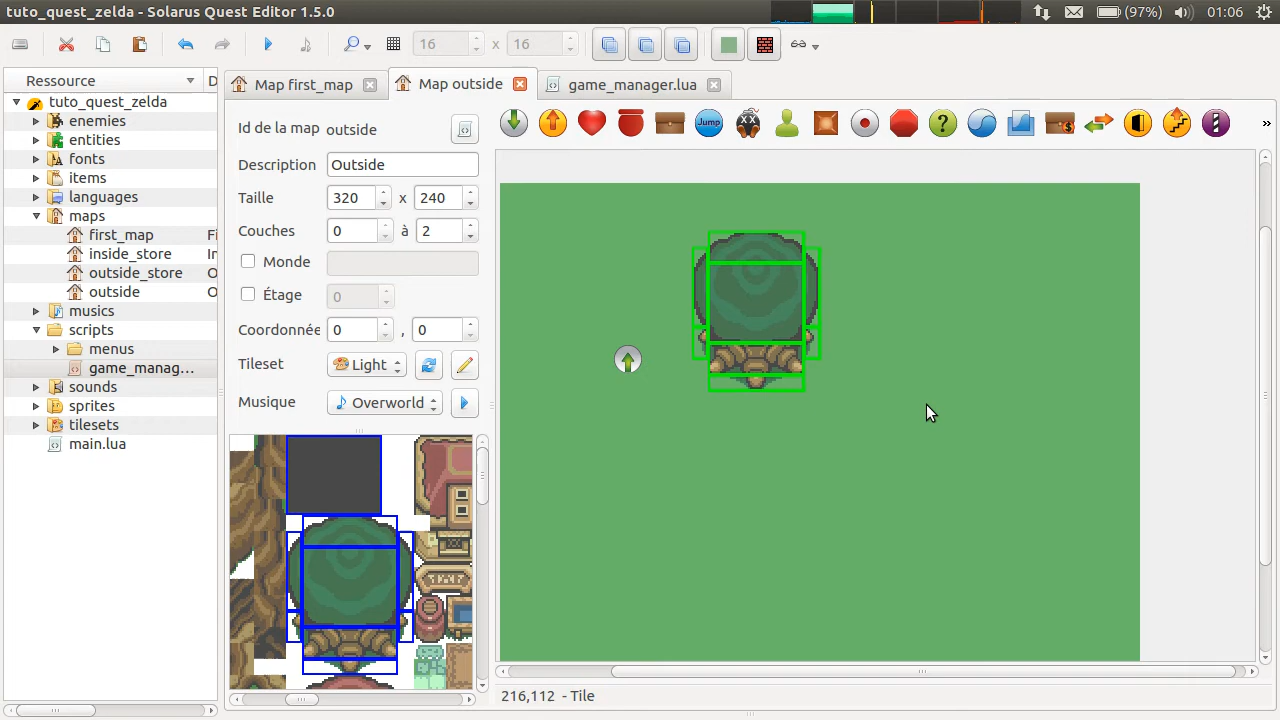 tuto_quest_zelda - Solarus Quest Editor 1.5.0
(97%)
01:06
16 x 16
Ressource
D
tuto_quest_zelda
enemies
entities
fonts
items
languages
maps
first_map Fi
inside_store O
outside_store O
outside O
musics
scripts
menus
game_manag...
sounds
sprites
tilesets
main.lua
Map first_map
Map outside
game_manager.lua
Id de la map outside
Description Outside
Taille 320 x 240
Couches 0 à 2
Monde
Étage 0
Coordonnée 0 , 0
Tileset Light
Musique Overworld
Jump
XX
?
$
»
216,112 - Tile